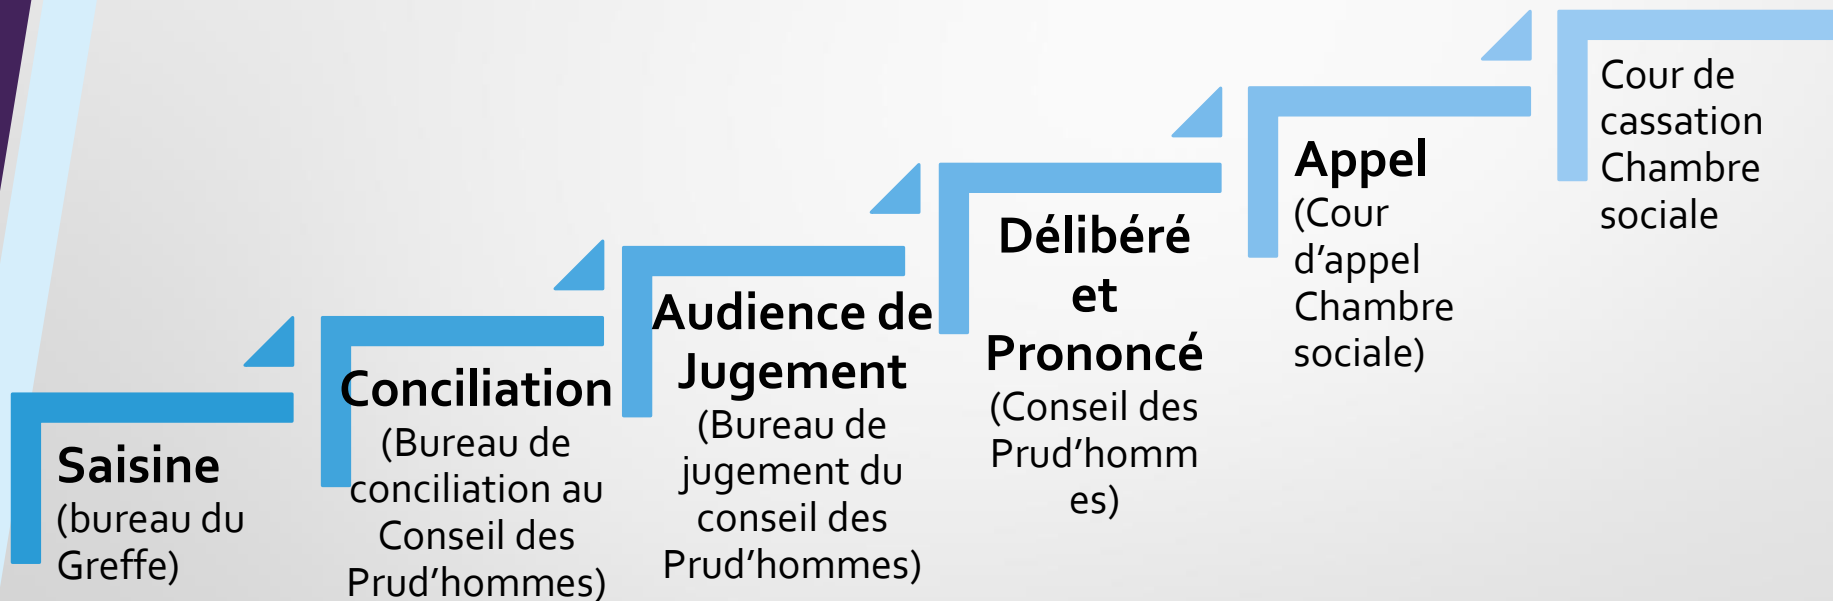 Saisine
(bureau du
Greffe)
Conciliation
(Bureau de
conciliation au
Conseil des
Prud’hommes)
Audience de
Jugement
(Bureau de
jugement du
conseil des
Prud’hommes)
Délibéré
et
Prononcé
(Conseil des
Prud’homm
es)
Appel
(Cour
d’appel
Chambre
sociale)
Cour de
cassation
Chambre
sociale